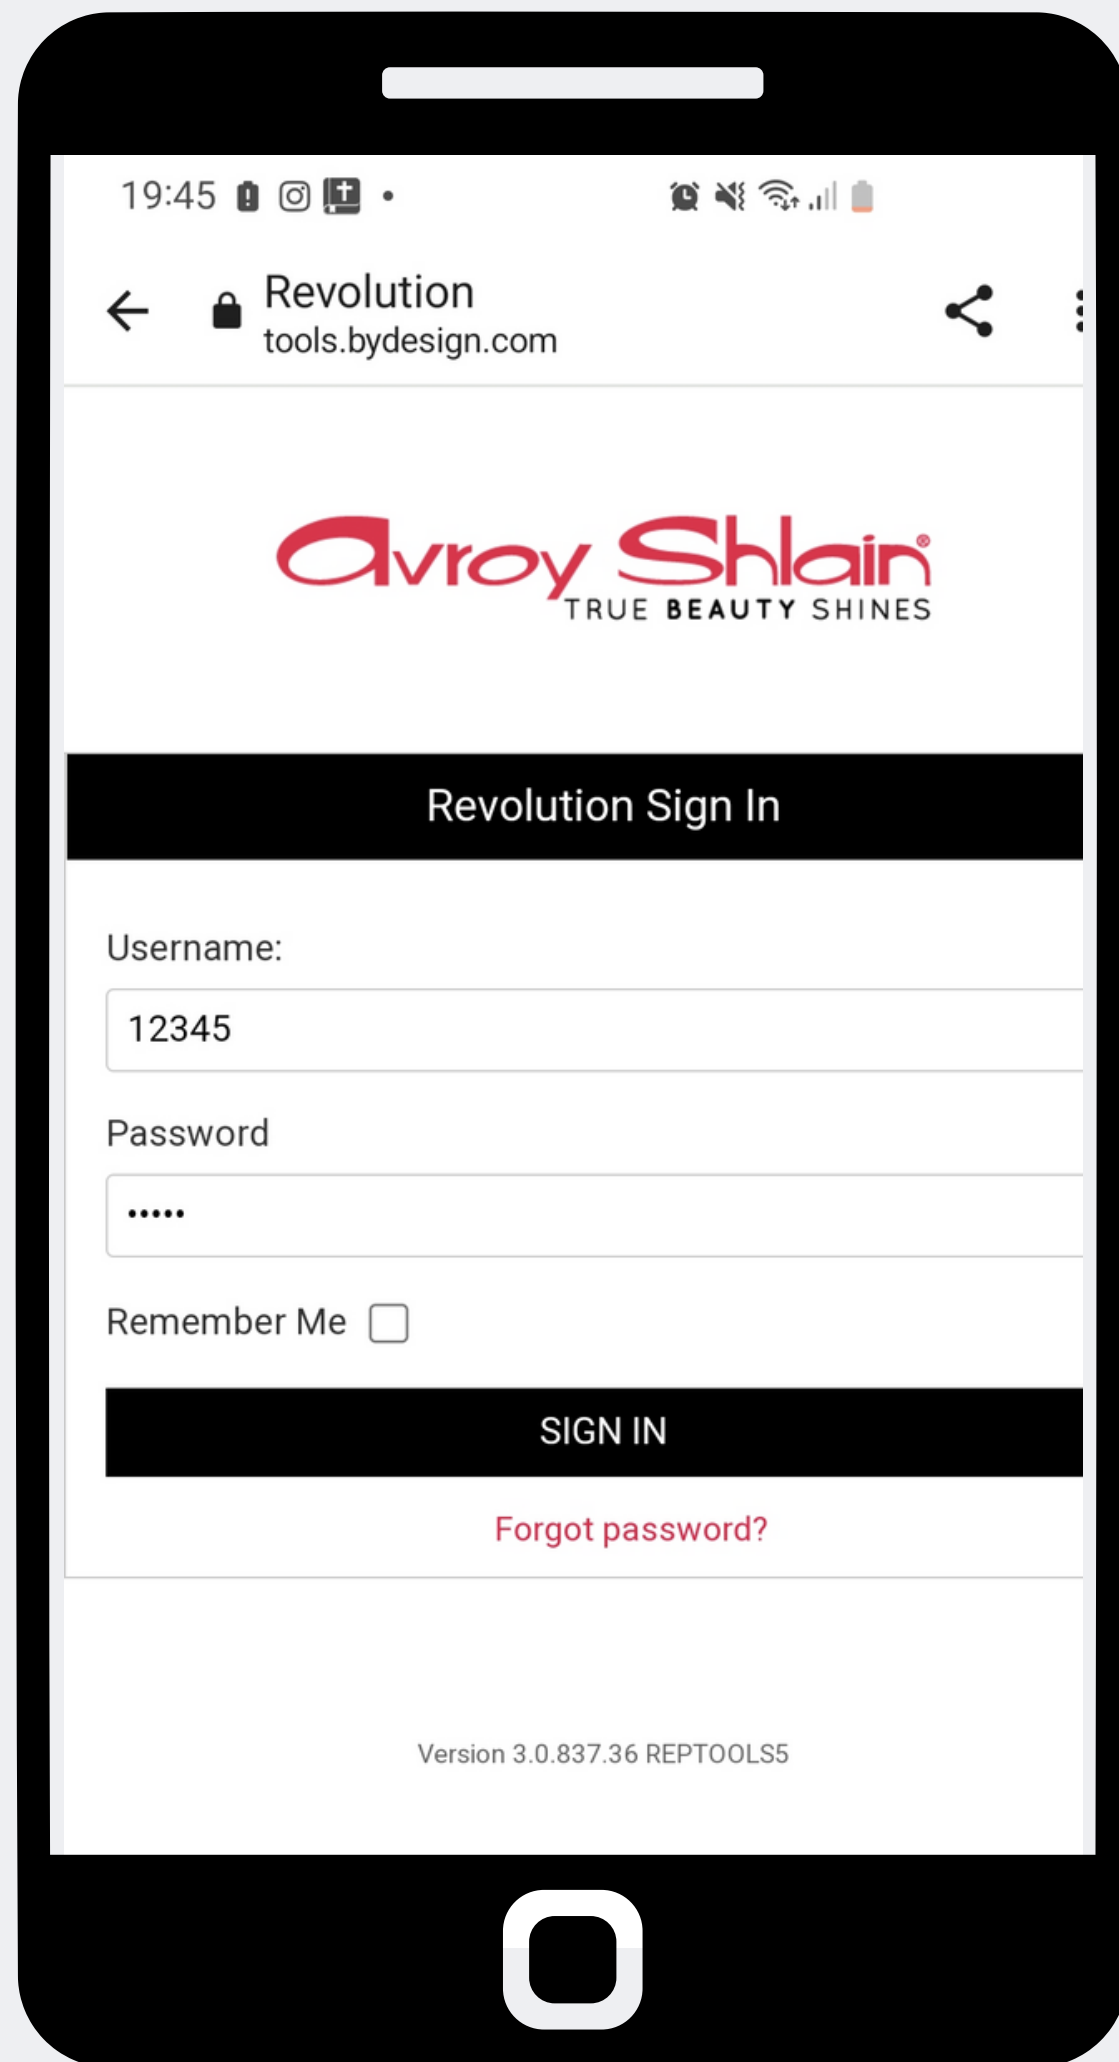 19:45
Revolution
tools.bydesign.com
avroy Shlain®
TRUE BEAUTY SHINES
Revolution Sign In
Username:
12345
Password
•••••
Remember Me
SIGN IN
Forgot password?
Version 3.0.837.36 REPTOOLS5